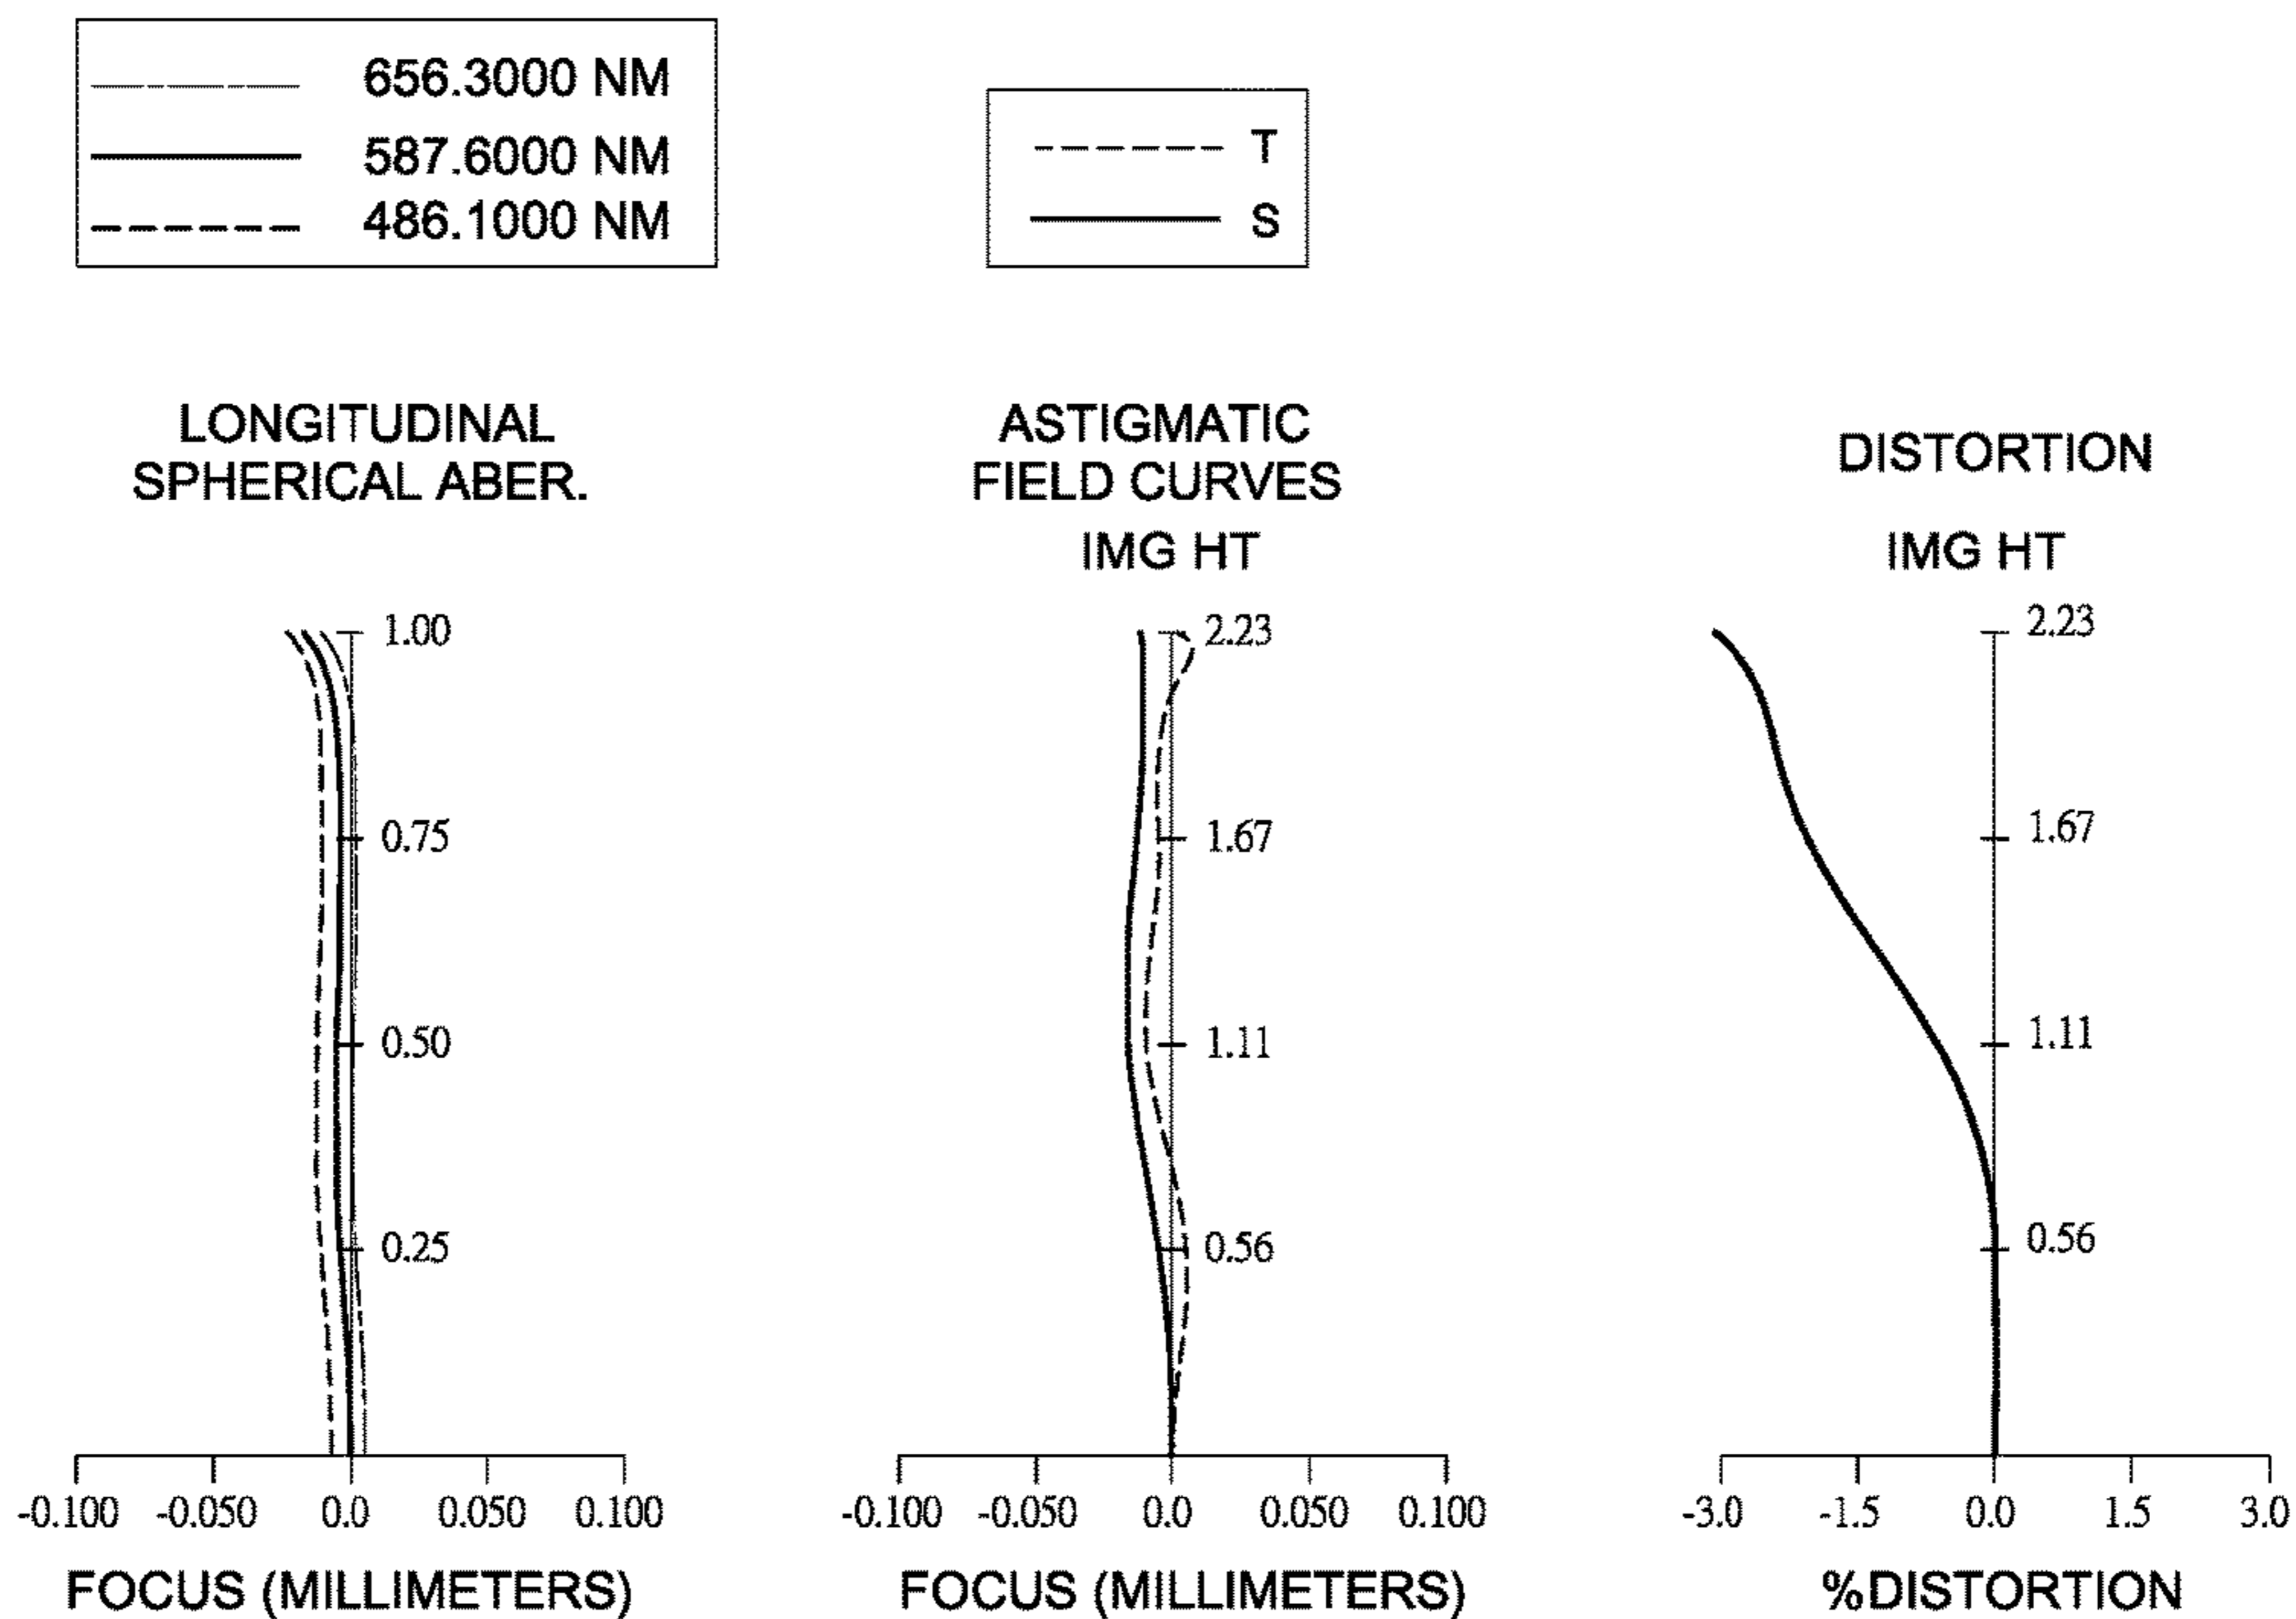 656.3000 NM
587.6000 NM
486.1000 NM
T
S
LONGITUDINAL
SPHERICAL ABER.
ASTIGMATIC
FIELD CURVES
IMG HT
DISTORTION
IMG HT
1.00
0.75
0.50
0.25
-0.100 -0.050 0.0 0.050 0.100
FOCUS (MILLIMETERS)
2.23
1.67
1.11
0.56
-0.100 -0.050 0.0 0.050 0.100
FOCUS (MILLIMETERS)
2.23
1.67
1.11
0.56
-3.0 -1.5 0.0 1.5 3.0
%DISTORTION